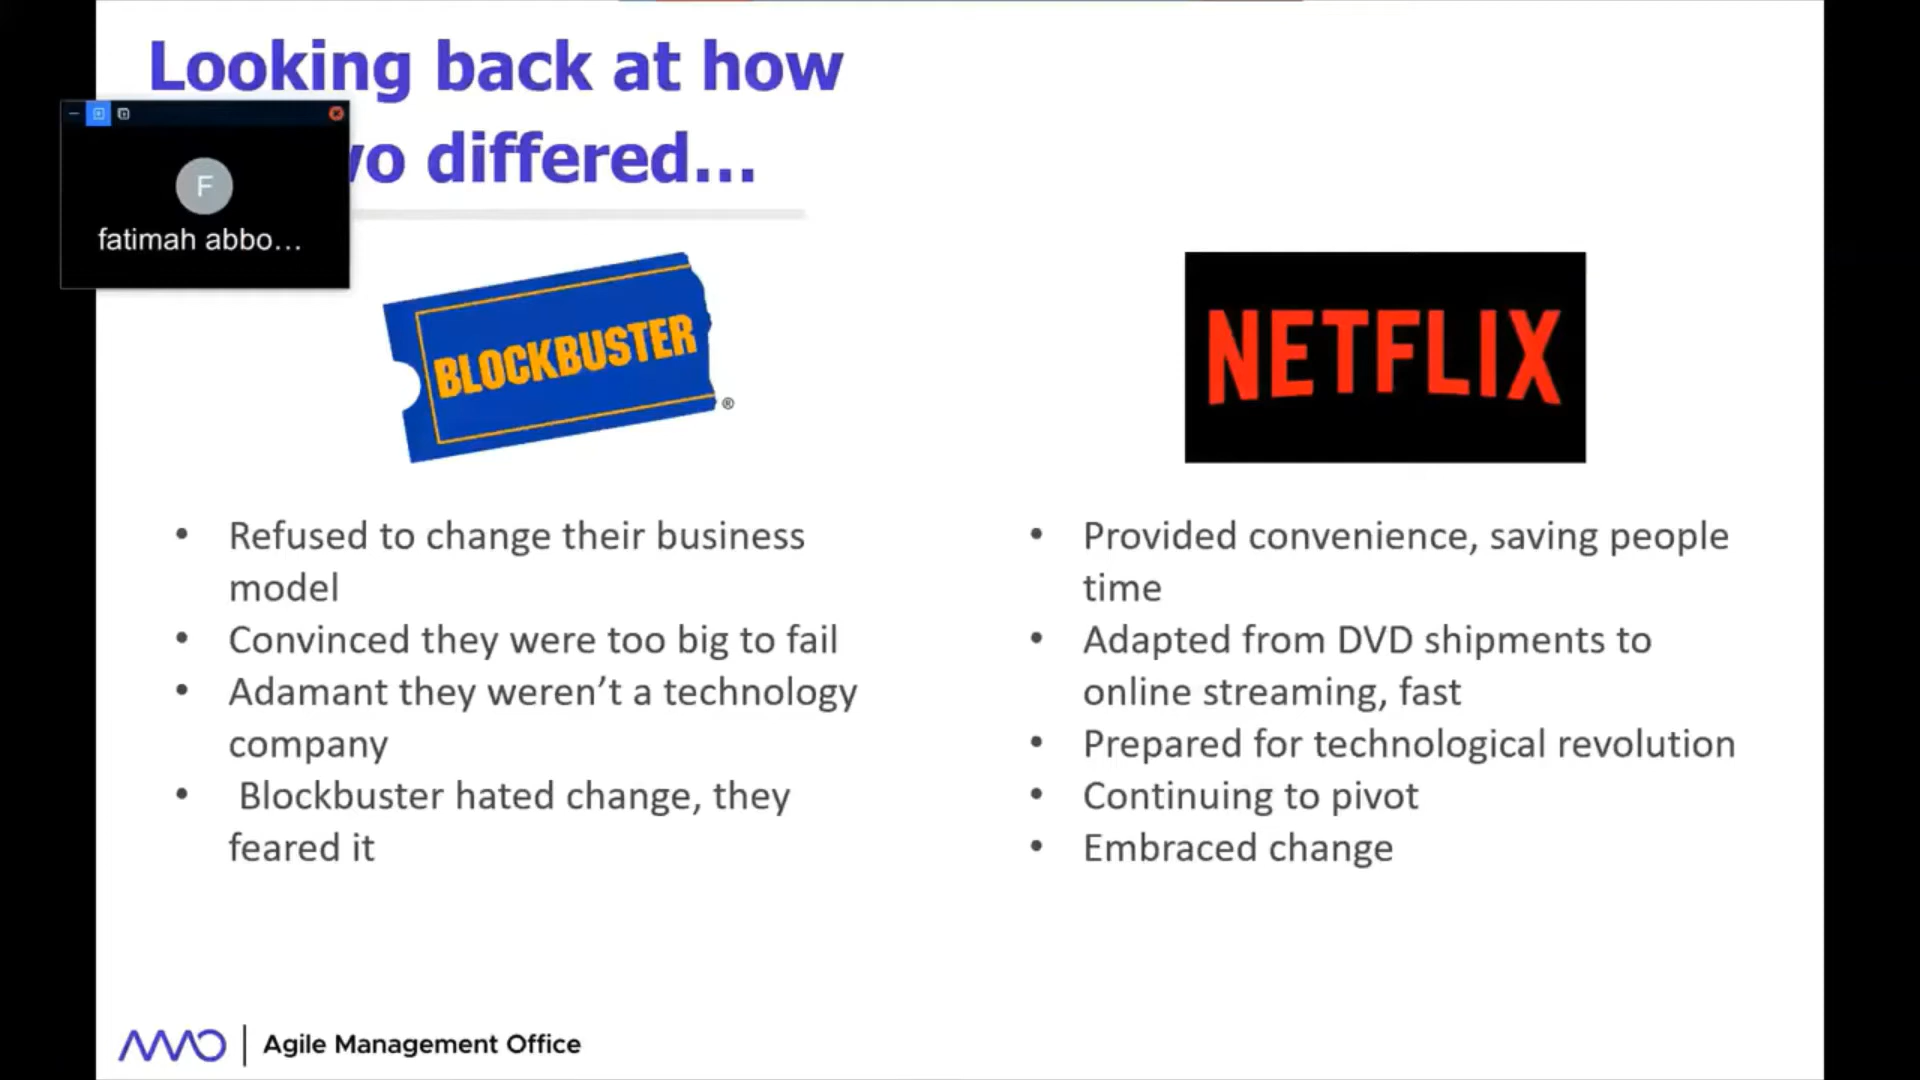 Looking back at how
differed...
F
fatimah abbo...
BLOCKBUSTER
®
NETFLIX
• Refused to change their business
model
• Convinced they were too big to fail
• Adamant they weren’t a technology
company
• Blockbuster hated change, they
feared it
• Provided convenience, saving people
time
• Adapted from DVD shipments to
online streaming, fast
• Prepared for technological revolution
• Continuing to pivot
• Embraced change
AMO
Agile Management Office